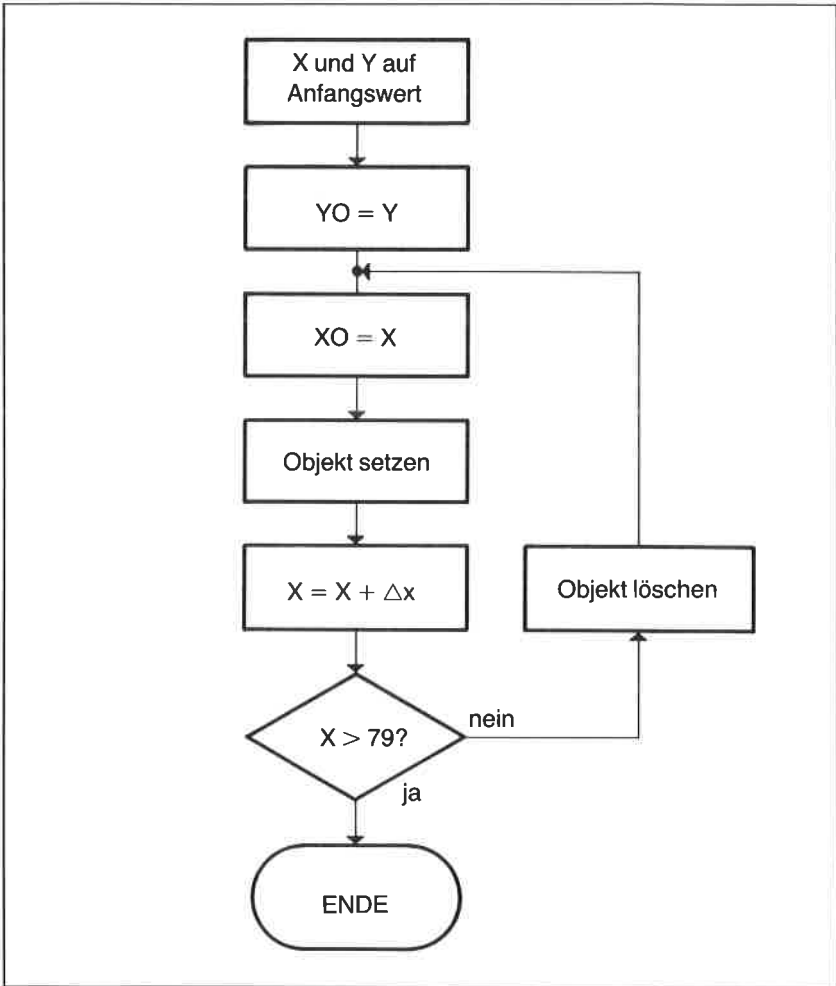 X und Y auf
Anfangswert
YO = Y
XO = X
Objekt setzen
X = X + △x
Objekt löschen
X > 79?
nein
ja
ENDE